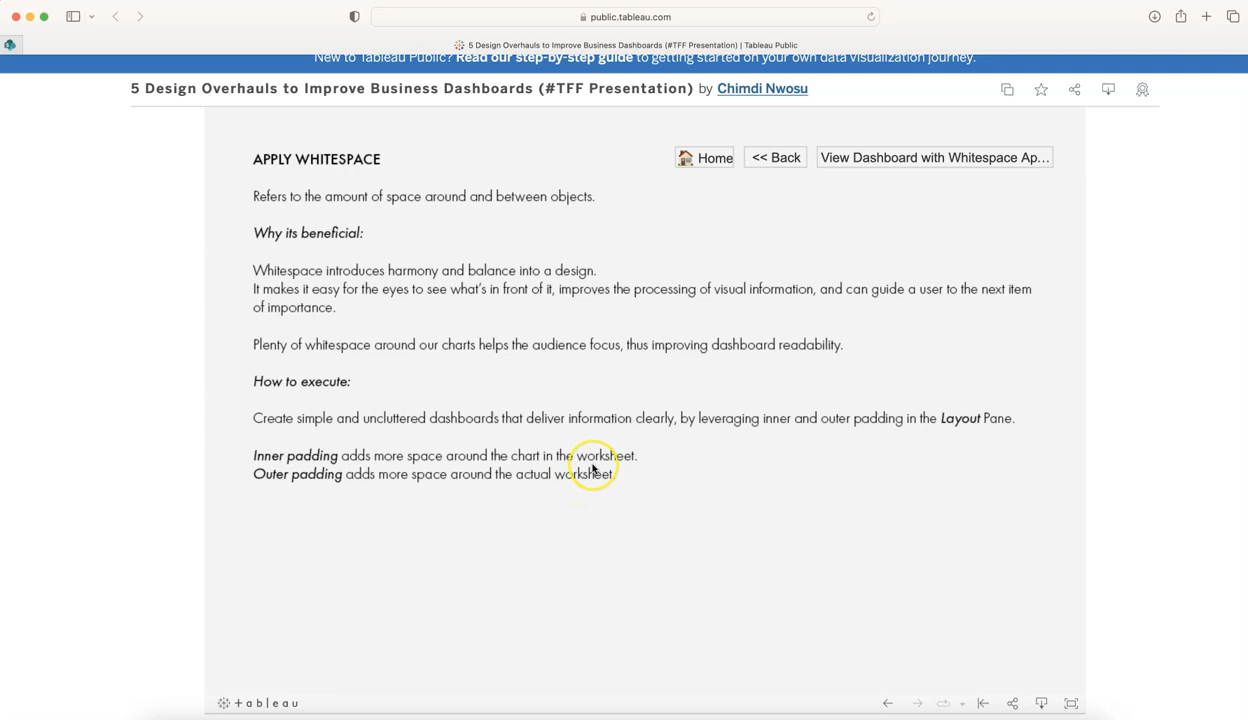 public.tableau.com
5 Design Overhauls to Improve Business Dashboards (#TFF Presentation) | Tableau Public
New to Tableau Public? Read our step-by-step guide to getting started on your own data visualization journey.
5 Design Overhauls to Improve Business Dashboards (#TFF Presentation) by Chimdi Nwosu
APPLY WHITESPACE
Home
<< Back
View Dashboard with Whitespace Ap...
Refers to the amount of space around and between objects.
Why its beneficial:
Whitespace introduces harmony and balance into a design.
It makes it easy for the eyes to see what's in front of it, improves the processing of visual information, and can guide a user to the next item
of importance.
Plenty of whitespace around our charts helps the audience focus, thus improving dashboard readability.
How to execute:
Create simple and uncluttered dashboards that deliver information clearly, by leveraging inner and outer padding in the Layout Pane.
Inner padding adds more space around the chart in the worksheet.
Outer padding adds more space around the actual worksheet.
+ableau